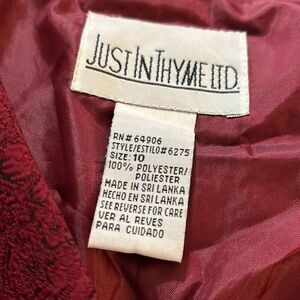 JUST IN THYME LTD.
RN# 64906
STYLE/ESTILO#6275
SIZE: 10
100% POLYESTER/
POLIESTER
MADE IN SRI LANKA
HECHO EN SRI LANKA
SEE REVERSE FOR CARE
VER AL REVES
PARA CUIDADO